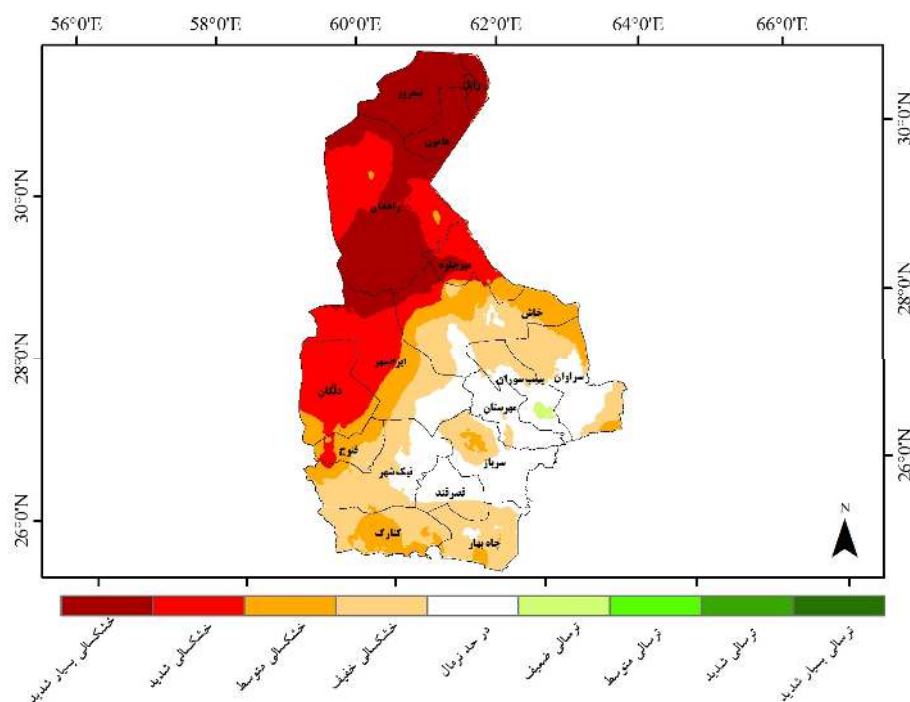 56°0'E 58°0'E 60°0'E 62°0'E 64°0'E 66°0'E
30°0'N
28°0'N
26°0'N
30°0'N
28°0'N
26°0'N
زابل
نیمروز
هامون
زاهدان
میرجاوه
خاش
ایرانشهر
سراوان
سیب سوران
دلگان
مهرستان
فنوج
سرباز
نیک شهر
قصرقند
کنارک
چاه بهار
N
خشکسالی بسیار شدید
خشکسالی شدید
خشکسالی متوسط
خشکسالی خفیف
در حد نرمال
ترسالی ضعیف
ترسالی متوسط
ترسالی شدید
ترسالی بسیار شدید